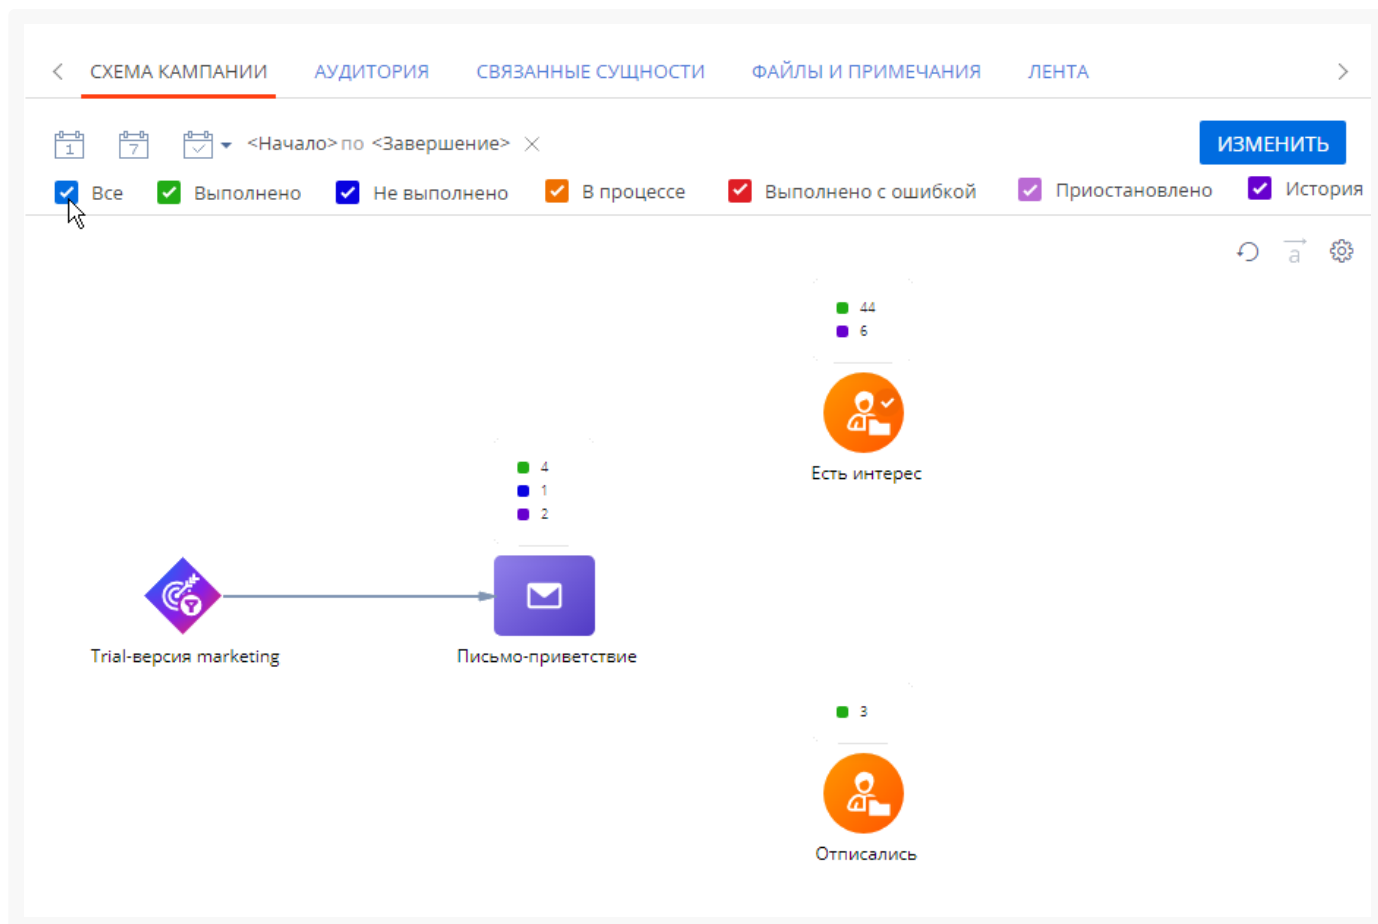 СХЕМА КАМПАНИИ АУДИТОРИЯ СВЯЗАННЫЕ СУЩНОСТИ ФАЙЛЫ И ПРИМЕЧАНИЯ ЛЕНТА
1 7 <Начало> по <Завершение> ИЗМЕНИТЬ
Все Выполнено Не выполнено В процессе Выполнено с ошибкой Приостановлено История
a
44
6
Есть интерес
4
1
2
Trial-версия marketing Письмо-приветствие
3
Отписались